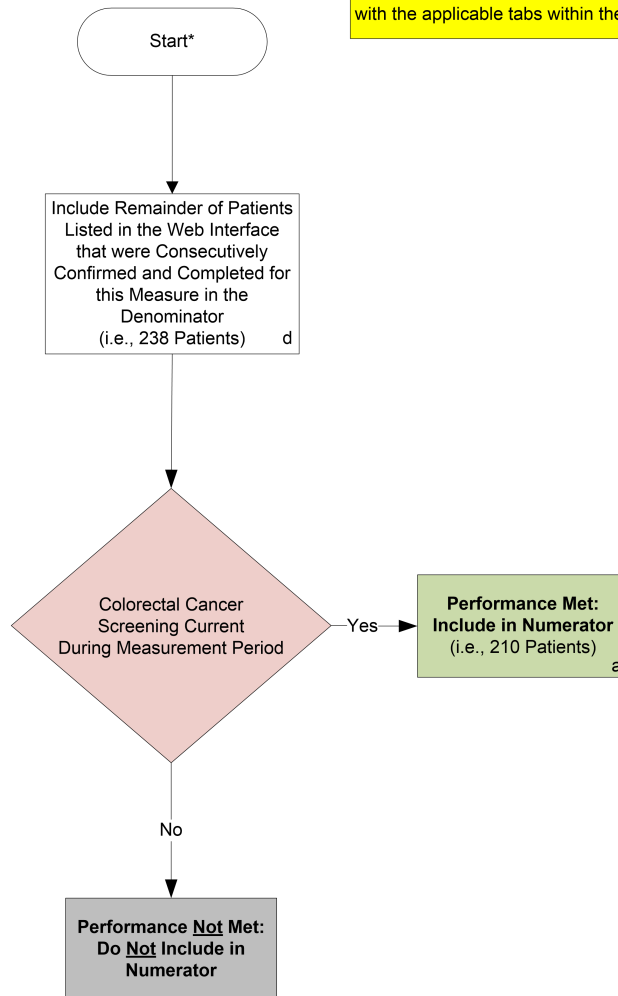 with the applicable tabs within the
Start*
Include Remainder of Patients
Listed in the Web Interface
that were Consecutively
Confirmed and Completed for
this Measure in the
Denominator
(i.e., 238 Patients) d
Colorectal Cancer
Screening Current
During Measurement Period
Yes
Performance Met:
Include in Numerator
(i.e., 210 Patients)
a
No
Performance Not Met:
Do Not Include in
Numerator